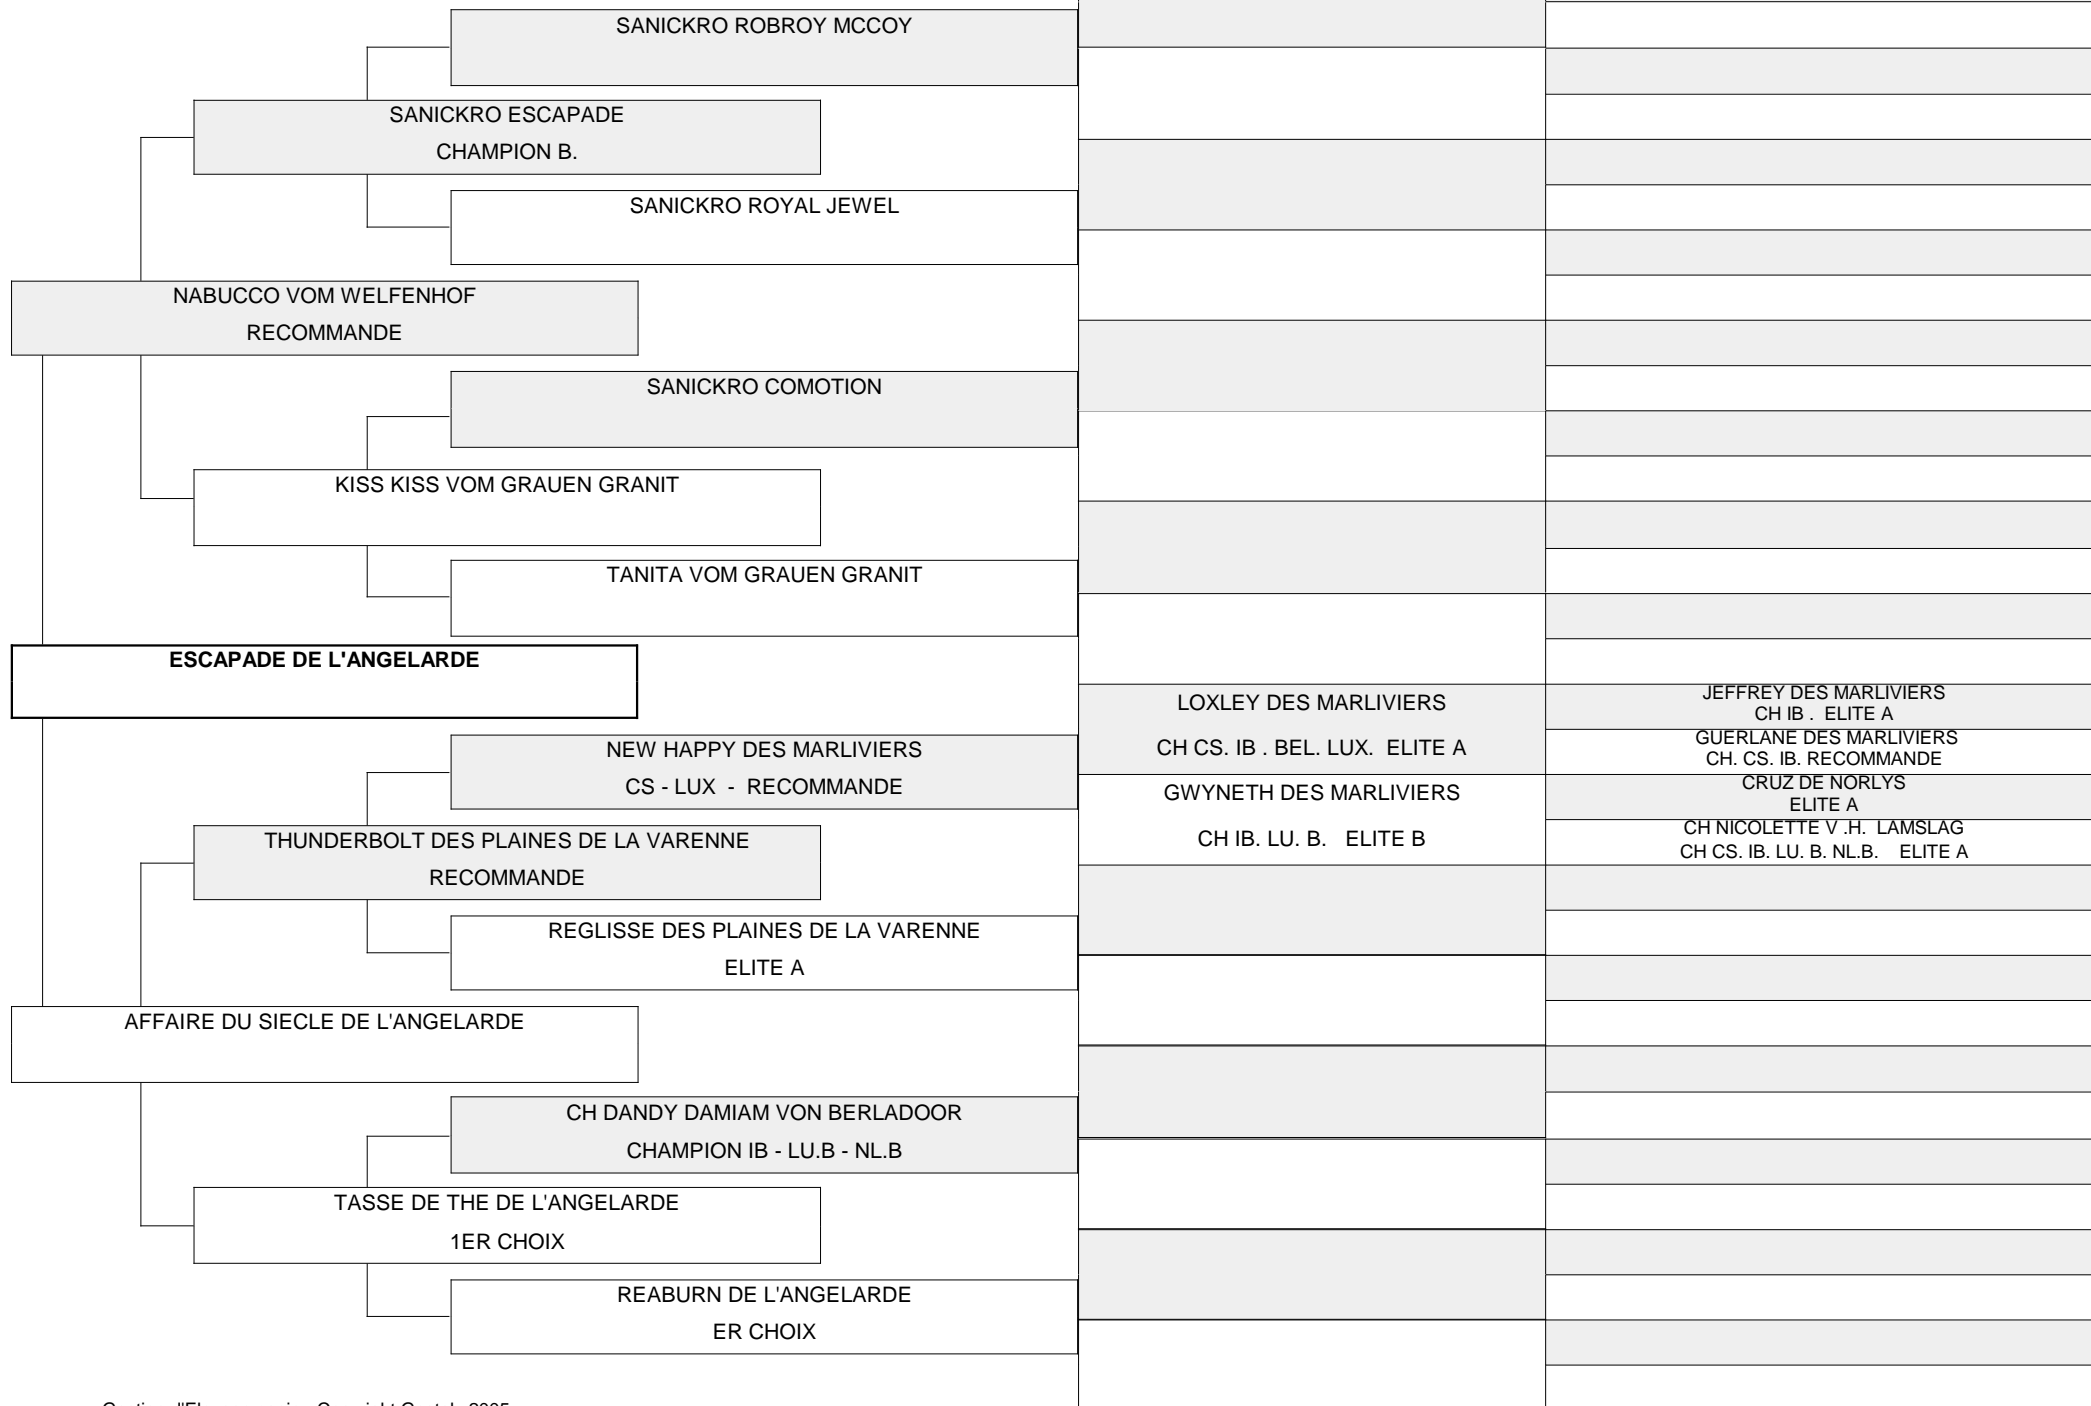 SANICKRO ROBROY MCCOY
SANICKRO ESCAPADE
CHAMPION B.
SANICKRO ROYAL JEWEL
NABUCCO VOM WELFENHOF
RECOMMANDE
SANICKRO COMOTION
KISS KISS VOM GRAUEN GRANIT
TANITA VOM GRAUEN GRANIT
ESCAPADE DE L'ANGELARDE
LOXLEY DES MARLIVIERS
CH CS. IB . BEL. LUX. ELITE A
JEFFREY DES MARLIVIERS
CH IB . ELITE A
GUERLANE DES MARLIVIERS
CH. CS. IB. RECOMMANDE
NEW HAPPY DES MARLIVIERS
CS - LUX - RECOMMANDE
GWYNETH DES MARLIVIERS
CH IB. LU. B. ELITE B
CRUZ DE NORLYS
ELITE A
CH NICOLETTE V .H. LAMSLAG
CH CS. IB. LU. B. NL.B. ELITE A
THUNDERBOLT DES PLAINES DE LA VARENNE
RECOMMANDE
REGLISSE DES PLAINES DE LA VARENNE
ELITE A
AFFAIRE DU SIECLE DE L'ANGELARDE
CH DANDY DAMIAM VON BERLADOOR
CHAMPION IB - LU.B - NL.B
TASSE DE THE DE L'ANGELARDE
1ER CHOIX
REABURN DE L'ANGELARDE
ER CHOIX